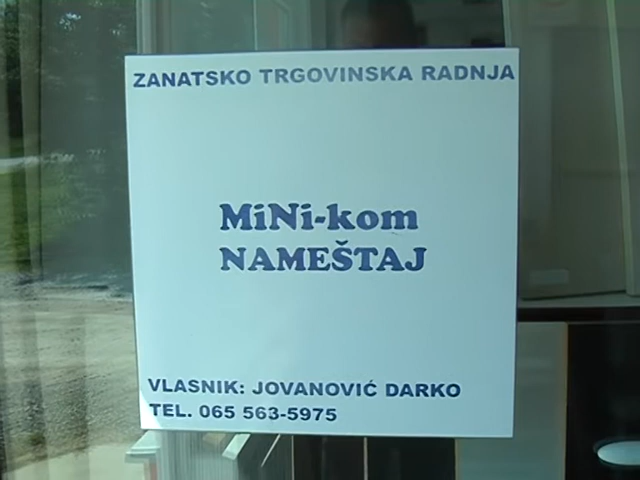 ZANATSKO TRGOVINSKA RADNJA
MiNi-kom
NAMEŠTAJ
VLASNIK: JOVANOVIĆ DARKO
TEL. 065 563-5975